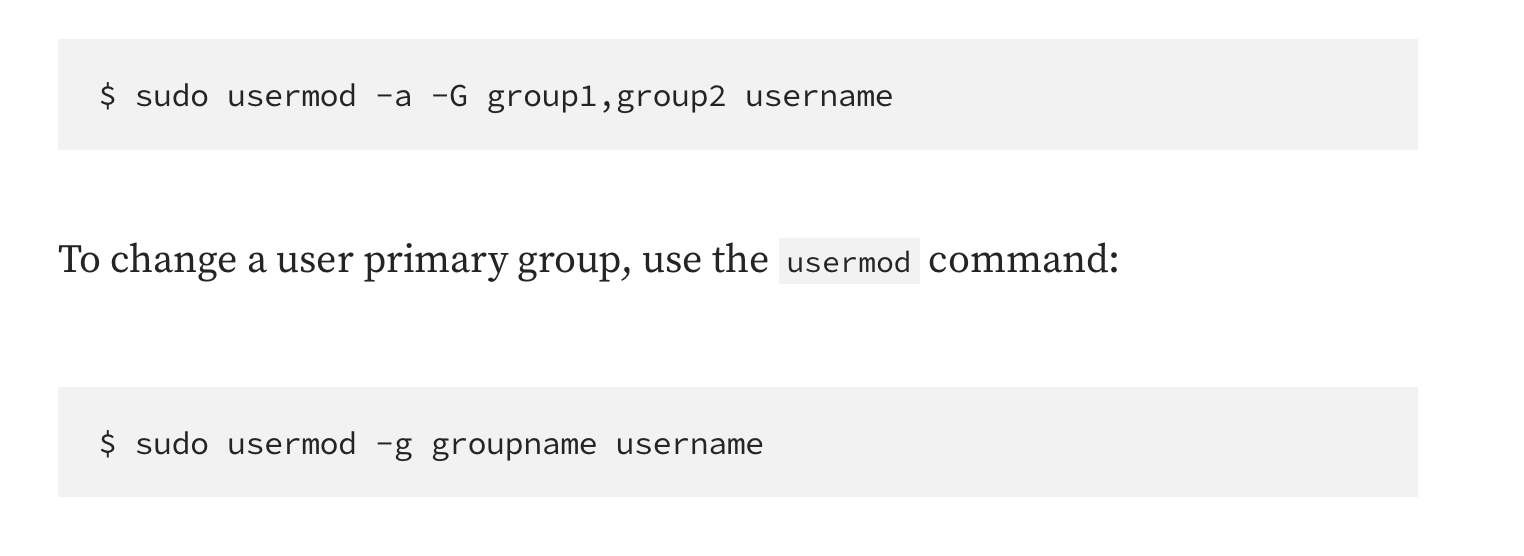 $ sudo usermod -a -G group1,group2 username
To change a user primary group, use the usermod command:
$ sudo usermod -g groupname username